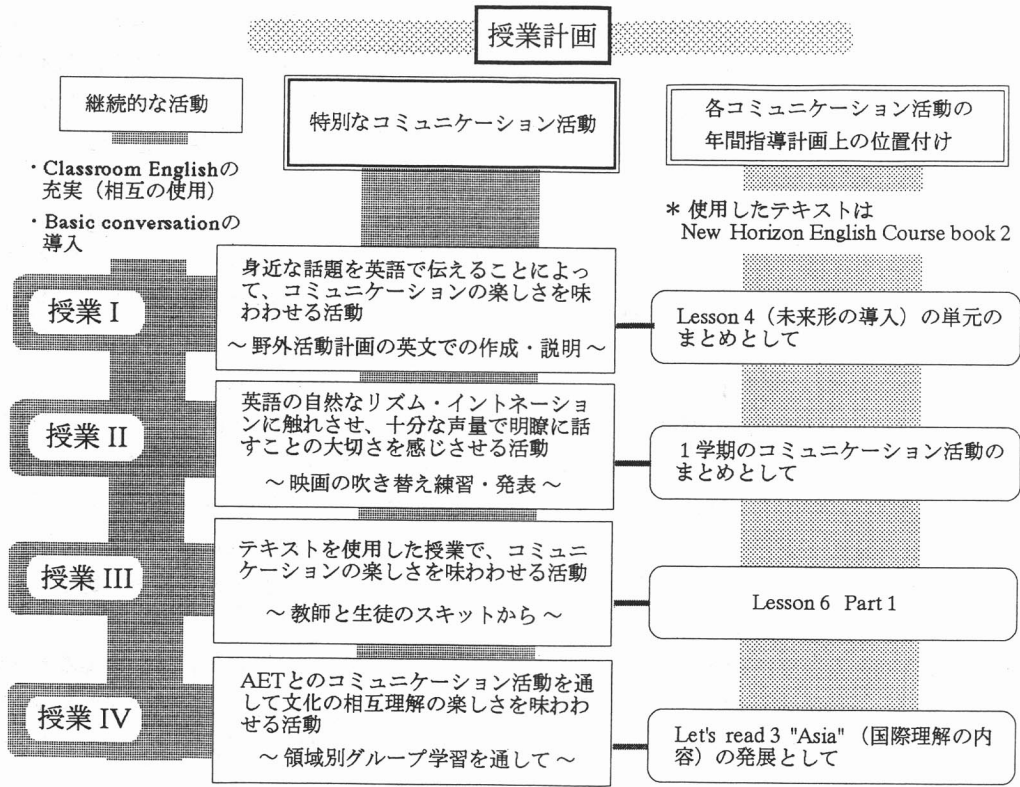 授業計画
継続的な活動
・Classroom Englishの
充実（相互の使用）
・Basic conversationの
導入
特別なコミュニケーション活動
各コミュニケーション活動の
年間指導計画上の位置付け
＊使用したテキストは
New Horizon English Course book 2
授業 I
身近な話題を英語で伝えることによっ
て、コミュニケーションの楽しさを味
わわせる活動
～野外活動計画の英文での作成・説明～
Lesson 4（未来形の導入）の単元の
まとめとして
授業 II
英語の自然なリズム・イントネーション
に触れさせ、十分な声量で明瞭に話
すことの大切さを感じさせる活動
～映画の吹き替え練習・発表～
1学期のコミュニケーション活動の
まとめとして
授業 III
テキストを使用した授業で、コミュニ
ケーションの楽しさを味わわせる活動
～教師と生徒のスキットから～
Lesson 6 Part 1
授業 IV
AETとのコミュニケーション活動を通
して文化の相互理解の楽しさを味わわ
せる活動
～領域別グループ学習を通して～
Let's read 3 "Asia"（国際理解の内
容）の発展として